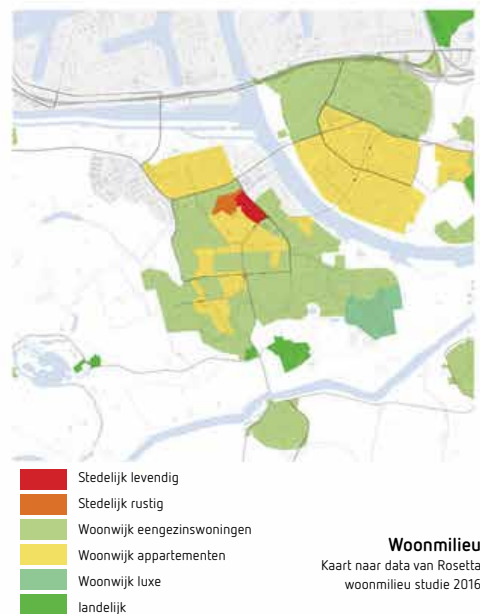 Stedelijk levendig
Stedelijk rustig
Woonwijk eengezinswoningen
Woonwijk appartementen
Woonwijk luxe
landelijk
Woonmilieu
Kaart naar data van Rosetta
woonmilieu studie 2016